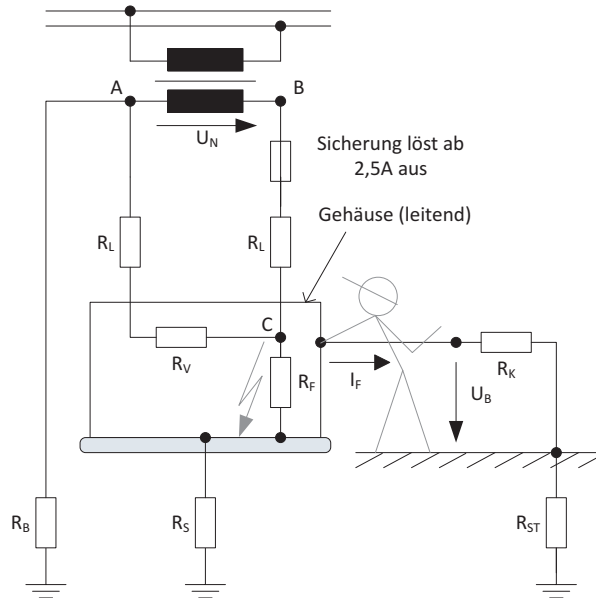 A
B
U_N
Sicherung löst ab
2,5A aus
Gehäuse (leitend)
R_L
R_L
C
R_V
R_F
I_F
R_K
U_B
R_B
R_S
R_ST